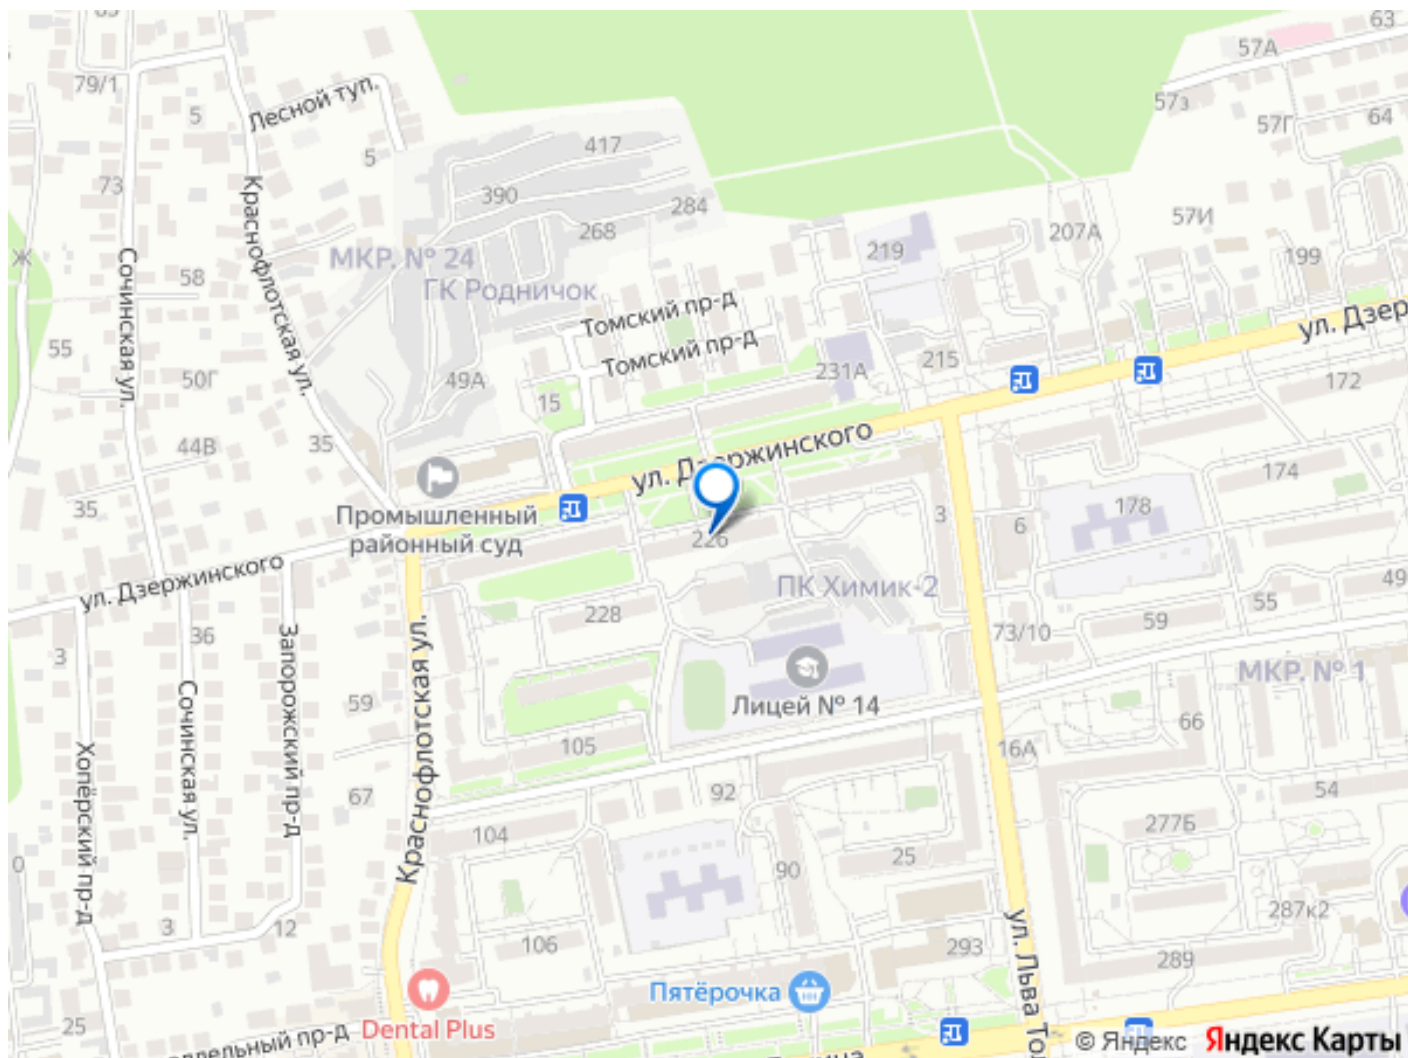 63
57А
79/1
57з
5
Лесной туп.
57Г
64
417
5
73
390
284
57И
Краснофлотская ул.
268
219
207А
МКР. № 24
199
Ж
58
Сочинская ул.
ГК Родничок
Томский пр-д
ул. Дзер
55
Томский пр-д
215
50Г
49А
231А
172
15
44В
35
ул. Дзержинского
174
35
178
Промышленный
районный суд
3
6
226
ул. Дзержинского
ПК Химик-2
49
55
228
59
36
73/10
3
Запорожский пр-д
Краснофлотская ул.
МКР. № 1
Сочинская ул.
59
Лицей № 14
66
105
16А
Хопёрский пр-д
67
92
54
104
277Б
0
25
90
287к2
3
12
106
293
ул. Льва То
289
Пятёрочка
25
Dental Plus
© Яндекс Яндекс Карты